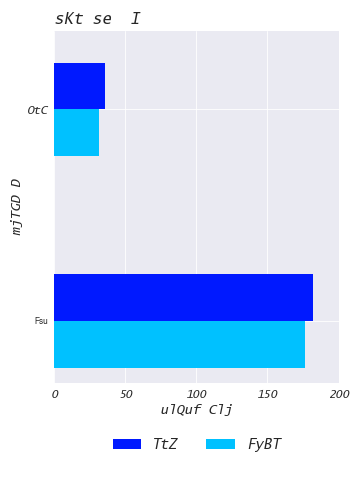 sKt se  I
OtC
mjTGD D
Fsu
0 50 100 150 200
ulQuf Clj
TtZ FyBT